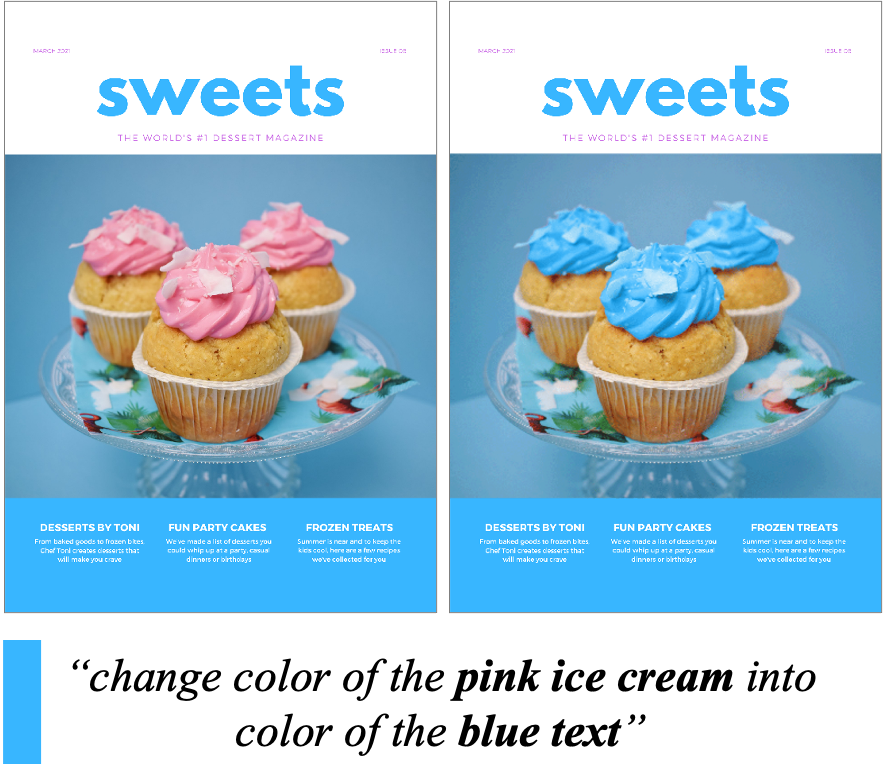 MARCH 2021 ISSUE 05
sweets
THE WORLD'S #1 DESSERT MAGAZINE
DESSERTS BY TONI
From baked goods to frozen bites,
Chef Toni creates desserts that
will make you crave
FUN PARTY CAKES
We've made a list of desserts you
could whip up at a party, casual
dinners or birthdays
FROZEN TREATS
Summer is near and to keep the
kids cool, here are a few recipes
we've collected for you
MARCH 2021 ISSUE 05
sweets
THE WORLD'S #1 DESSERT MAGAZINE
DESSERTS BY TONI
From baked goods to frozen bites,
Chef Toni creates desserts that
will make you crave
FUN PARTY CAKES
We've made a list of desserts you
could whip up at a party, casual
dinners or birthdays
FROZEN TREATS
Summer is near and to keep the
kids cool, here are a few recipes
we've collected for you
“change color of the pink ice cream into
color of the blue text”